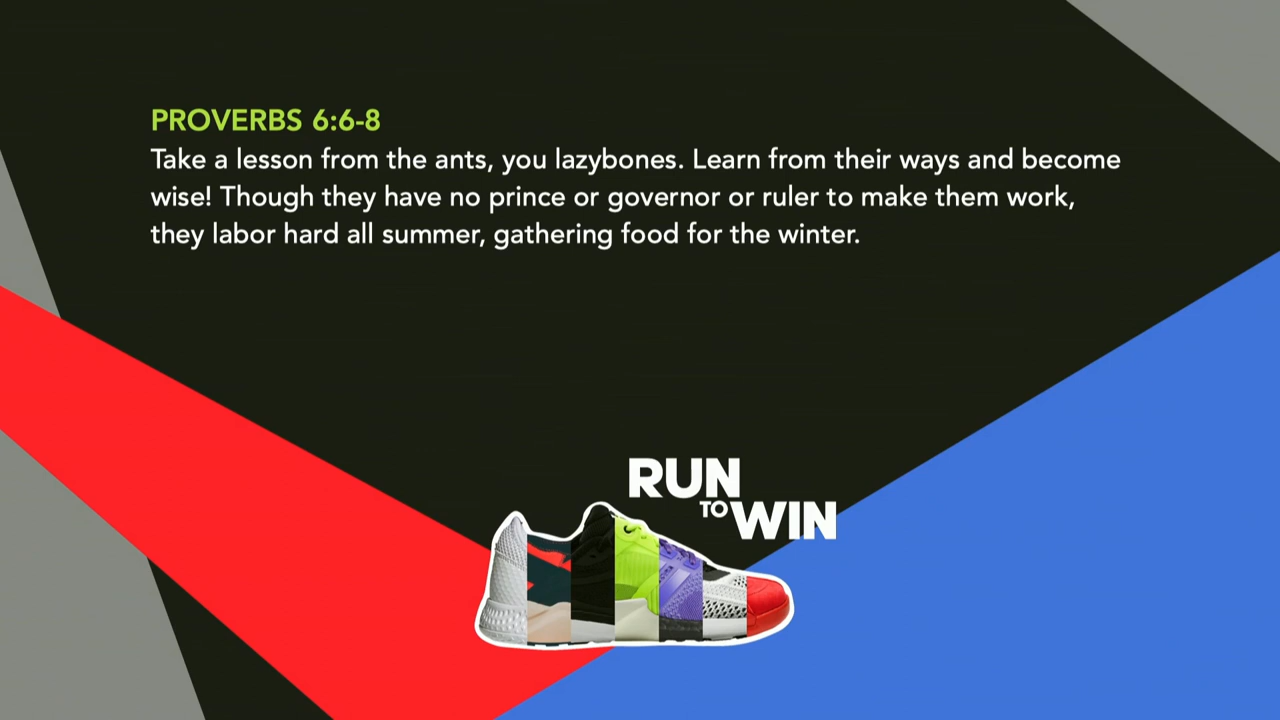 PROVERBS 6:6-8
Take a lesson from the ants, you lazybones. Learn from their ways and become
wise! Though they have no prince or governor or ruler to make them work,
they labor hard all summer, gathering food for the winter.
RUN
TO WIN